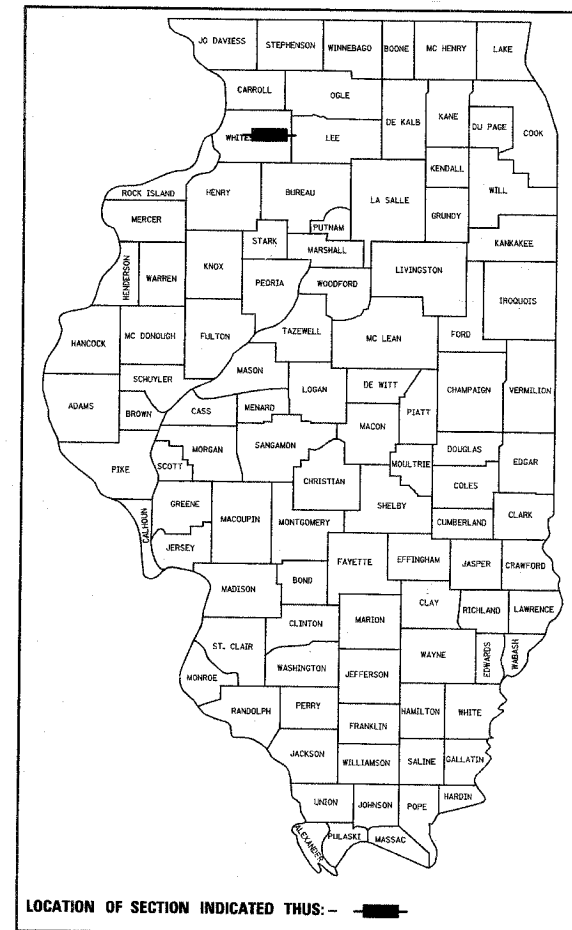 JO DAVIESS STEPHENSON WINNEBAGO BOONE MC HENRY LAKE
CARROLL OGLE
DE KALB KANE DU PAGE COOK
WHITES LEE
KENDALL WILL
ROCK ISLAND HENRY BUREAU LA SALLE
MERCER PUTNAM GRUNDY
STARK MARSHALL KANKAKEE
HENDERSON WARREN KNOX LIVINGSTON
PEORIA WOODFORD IROQUOIS
HANCOCK MC DONOUGH FULTON TAZEWELL MC LEAN FORD
MASON
SCHUYLER LOGAN DE WITT CHAMPAIGN VERMILION
ADAMS BROWN CASS MENARD PIATT
MACON
PIKE SCOTT MORGAN SANGAMON MOULTRIE DOUGLAS EDGAR
CHRISTIAN COLES
CALHOUN GREENE MACOUPIN MONTGOMERY SHELBY CUMBERLAND CLARK
JERSEY
FAYETTE EFFINGHAM JASPER CRAWFORD
MADISON BOND
CLAY RICHLAND LAWRENCE
CLINTON MARION
ST. CLAIR WAYNE EDWARDS WABASH
WASHINGTON JEFFERSON
MONROE
RANDOLPH PERRY HAMILTON WHITE
FRANKLIN
JACKSON WILLIAMSON SALINE GALLATIN
UNION JOHNSON POPE HARDIN
ALEXANDER PULASKI MASSAC
LOCATION OF SECTION INDICATED THUS: -